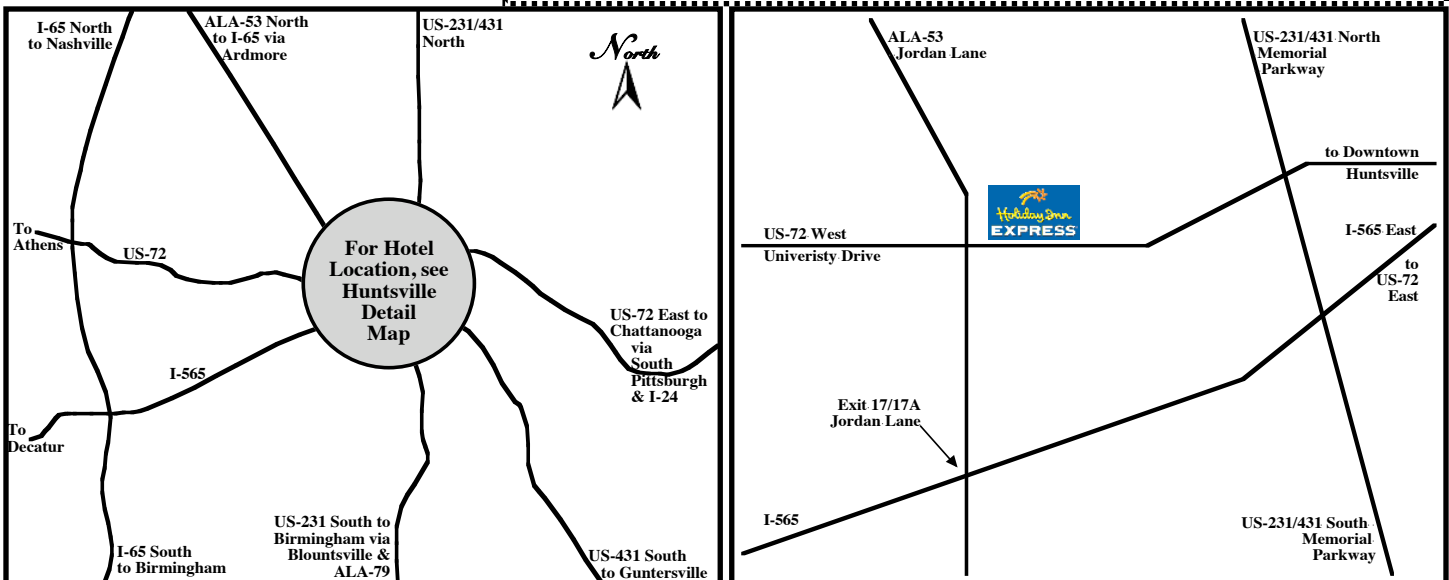 I-65 North
to Nashville
ALA-53 North
to I-65 via
Ardmore
US-231/431
North
North
To
Athens
US-72
For Hotel
Location, see
Huntsville
Detail
Map
US-72 East to
Chattanooga
via
South
Pittsburgh
& I-24
I-565
To
Decatur
I-65 South
to Birmingham
US-231 South to
Birmingham via
Blountsville &
ALA-79
US-431 South
to Guntersville
ALA-53
Jordan Lane
US-231/431 North
Memorial
Parkway
to Downtown
Huntsville
Holiday Inn
EXPRESS
US-72 West
Univeristy Drive
I-565 East
to
US-72
East
Exit 17/17A
Jordan Lane
I-565
US-231/431 South
Memorial
Parkway